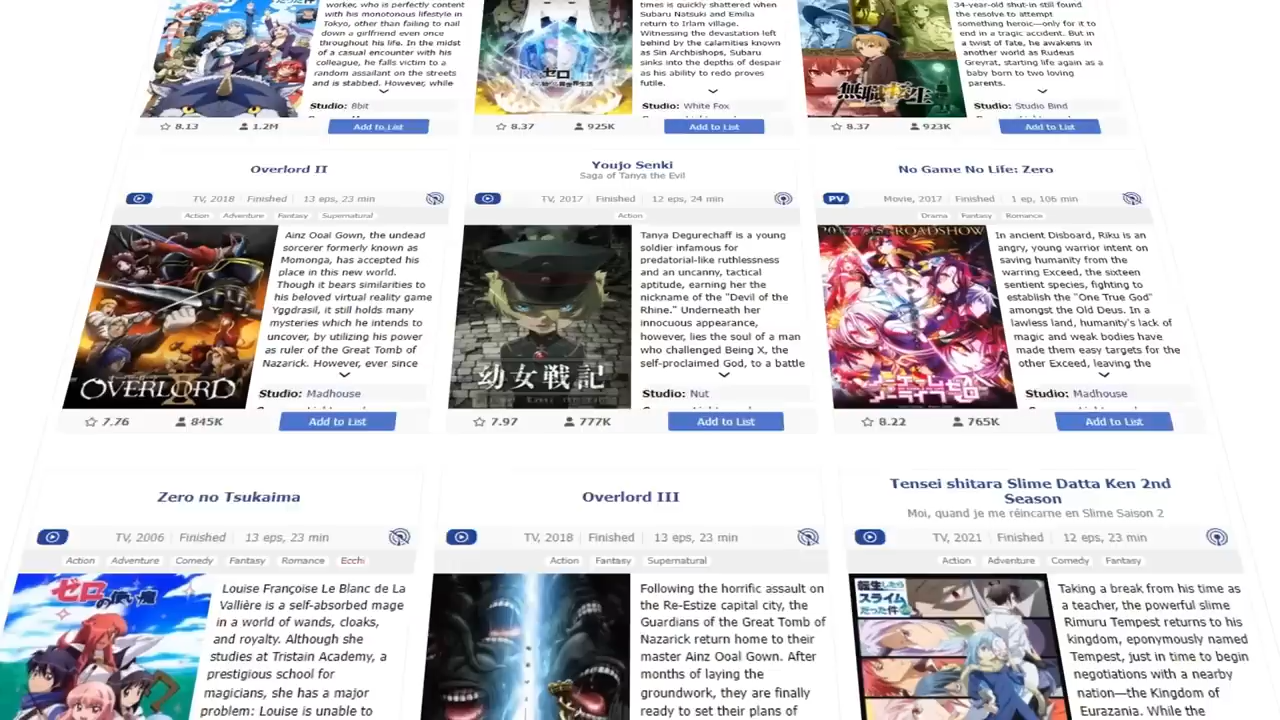 worker, who is perfectly content
with his monotonous lifestyle in
Tokyo, other than failing to nail
down a girlfriend even once
throughout his life. In the midst
of a casual encounter with his
colleague, he falls victim to a
random assailant on the streets
and is stabbed. However, while
Studio: 8bit
8.13 1.2M Add to List
times is quickly shattered when
Subaru Natsuki and Emilia
return to Irlam village.
Witnessing the devastation left
behind by the calamities known
as Sin Archbishops, Subaru
sinks into the depths of despair
as his ability to redo proves
futile.
Studio: White Fox
8.37 925K Add to List
34-year-old shut-in still found
the resolve to attempt
something heroic—only for it to
end in a tragic accident. But in
a twist of fate, he awakens in
another world as Rudeus
Greyrat, starting life again as a
baby born to two loving
parents.
無職転生
Studio: Studio Bind
8.37 923K Add to List
Overlord II
TV, 2018 Finished 13 eps, 23 min
Action Adventure Fantasy Supernatural
Ainz Ooal Gown, the undead
sorcerer formerly known as
Momonga, has accepted his
place in this new world.
Though it bears similarities to
his beloved virtual reality game
Yggdrasil, it still holds many
mysteries which he intends to
uncover, by utilizing his power
as ruler of the Great Tomb of
Nazarick. However, ever since
OVERLORD II
Studio: Madhouse
7.76 845K Add to List
Youjo Senki
Saga of Tanya the Evil
TV, 2017 Finished 12 eps, 24 min
Action
Tanya Degurechaff is a young
soldier infamous for
predatorial-like ruthlessness
and an uncanny, tactical
aptitude, earning her the
nickname of the "Devil of the
Rhine." Underneath her
innocuous appearance,
however, lies the soul of a man
who challenged Being X, the
self-proclaimed God, to a battle
幼女戦記
Studio: Nut
7.97 777K Add to List
No Game No Life: Zero
PV Movie, 2017 Finished 1 ep, 106 min
Drama Fantasy Romance
ROADSHOW
In ancient Disboard, Riku is an
angry, young warrior intent on
saving humanity from the
warring Exceed, the sixteen
sentient species, fighting to
establish the "One True God"
amongst the Old Deus. In a
lawless land, humanity's lack of
magic and weak bodies have
made them easy targets for the
other Exceed, leaving the
Studio: Madhouse
8.22 765K Add to List
Zero no Tsukaima
TV, 2006 Finished 13 eps, 23 min
Action Adventure Comedy Fantasy Romance Ecchi
ゼロの使い魔
Louise Françoise Le Blanc de La
Vallière is a self-absorbed mage
in a world of wands, cloaks,
and royalty. Although she
studies at Tristain Academy, a
prestigious school for
magicians, she has a major
problem: Louise is unable to
Overlord III
TV, 2018 Finished 13 eps, 23 min
Action Fantasy Supernatural
Following the horrific assault on
the Re-Estize capital city, the
Guardians of the Great Tomb of
Nazarick return home to their
master Ainz Ooal Gown. After
months of laying the
groundwork, they are finally
ready to set their plans of
Tensei shitara Slime Datta Ken 2nd
Season
Moi, quand je me réincarne en Slime Saison 2
TV, 2021 Finished 12 eps, 23 min
Action Adventure Comedy Fantasy
転生したら
スライム
だった件
Taking a break from his time as
a teacher, the powerful slime
Rimuru Tempest returns to his
kingdom, eponymously named
Tempest, just in time to begin
negotiations with a nearby
nation—the Kingdom of
Eurazania. While the